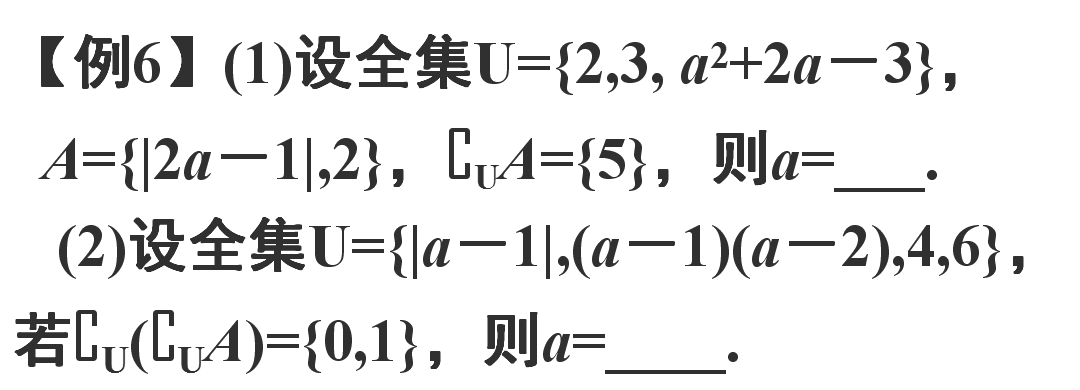 【例6】(1)设全集U={2,3, a²+2a－3},
A={|2a－1|,2}，∁UA={5}，则a=___.
(2)设全集U={|a－1|,(a－1)(a－2),4,6}，
若∁U(∁UA)={0,1}，则a=____.